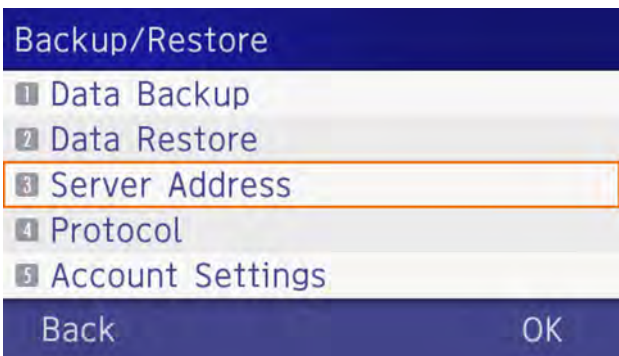 Backup/Restore
1 Data Backup
2 Data Restore
3 Server Address
4 Protocol
5 Account Settings
Back OK